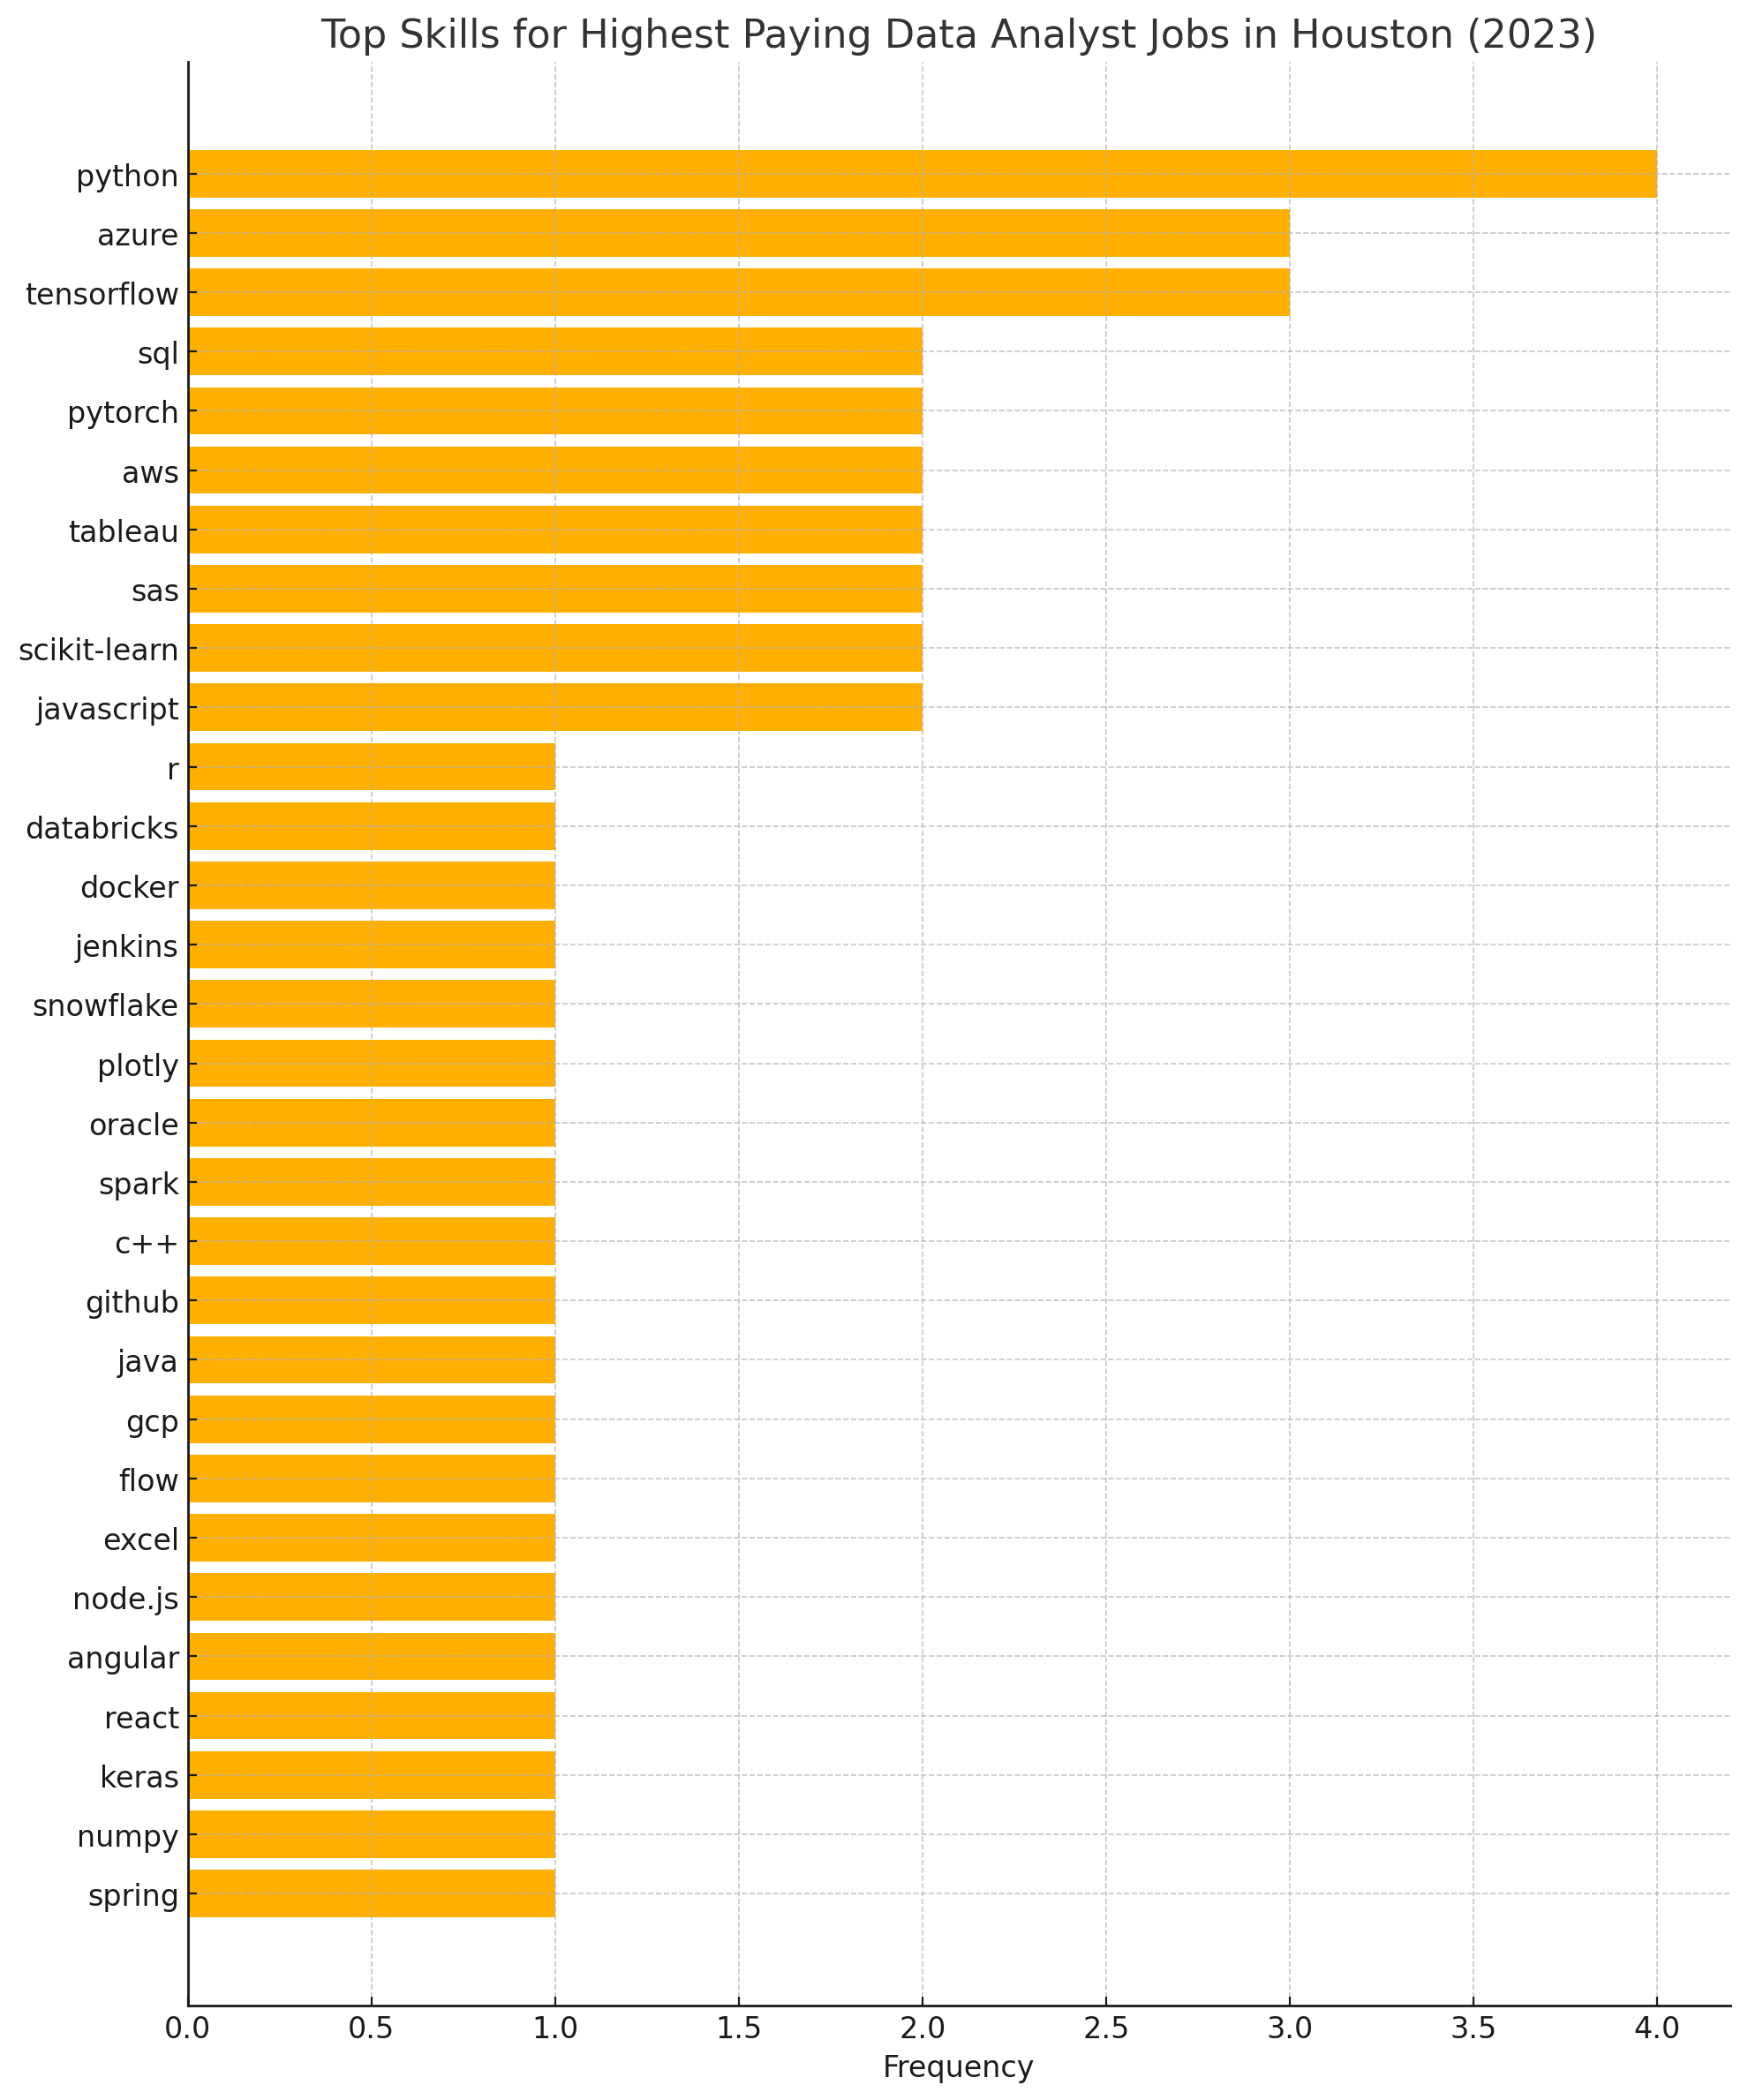 Top Skills for Highest Paying Data Analyst Jobs in Houston (2023)
python
azure
tensorflow
sql
pytorch
aws
tableau
sas
scikit-learn
javascript
r
databricks
docker
jenkins
snowflake
plotly
oracle
spark
c++
github
java
gcp
flow
excel
node.js
angular
react
keras
numpy
spring
0.0 0.5 1.0 1.5 2.0 2.5 3.0 3.5 4.0
Frequency